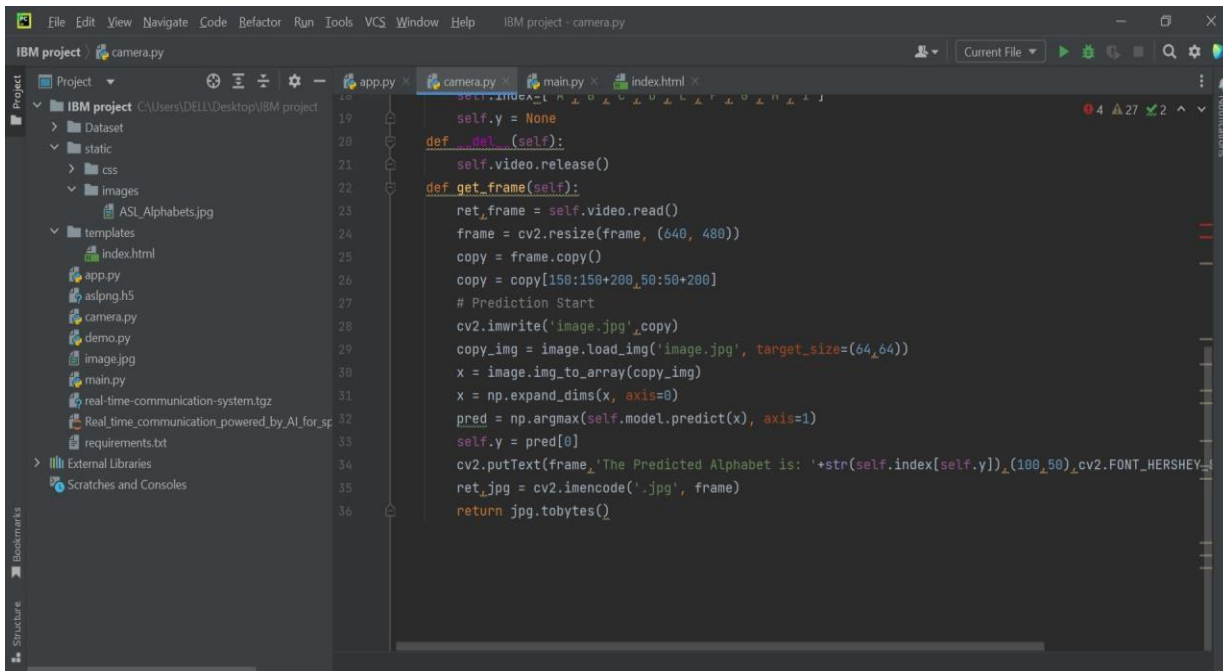 File Edit View Navigate Code Refactor Run Tools VCS Window Help IBM project - camera.py
IBM project camera.py Current File
Project
Project
app.py camera.py main.py index.html
Notifications
IBM project C:\Users\DELL\Desktop\IBM project
Dataset
static
css
images
ASL_Alphabets.jpg
templates
index.html
app.py
aslpng.h5
camera.py
demo.py
image.jpg
main.py
real-time-communication-system.tgz
Real_time_communication_powered_by_AI_for_sp
requirements.txt
External Libraries
Scratches and Consoles
4 27 2
18 self.index=['A','B','C','D','E','F','G','H','I']
19 self.y = None
20 def __del__(self):
21 self.video.release()
22 def get_frame(self):
23 ret,frame = self.video.read()
24 frame = cv2.resize(frame, (640, 480))
25 copy = frame.copy()
26 copy = copy[150:150+200,50:50+200]
27 # Prediction Start
28 cv2.imwrite('image.jpg',copy)
29 copy_img = image.load_img('image.jpg', target_size=(64,64))
30 x = image.img_to_array(copy_img)
31 x = np.expand_dims(x, axis=0)
32 pred = np.argmax(self.model.predict(x), axis=1)
33 self.y = pred[0]
34 cv2.putText(frame,'The Predicted Alphabet is: '+str(self.index[self.y]),(100,50),cv2.FONT_HERSHEY_
35 ret,jpg = cv2.imencode('.jpg', frame)
36 return jpg.tobytes()
Bookmarks
Structure